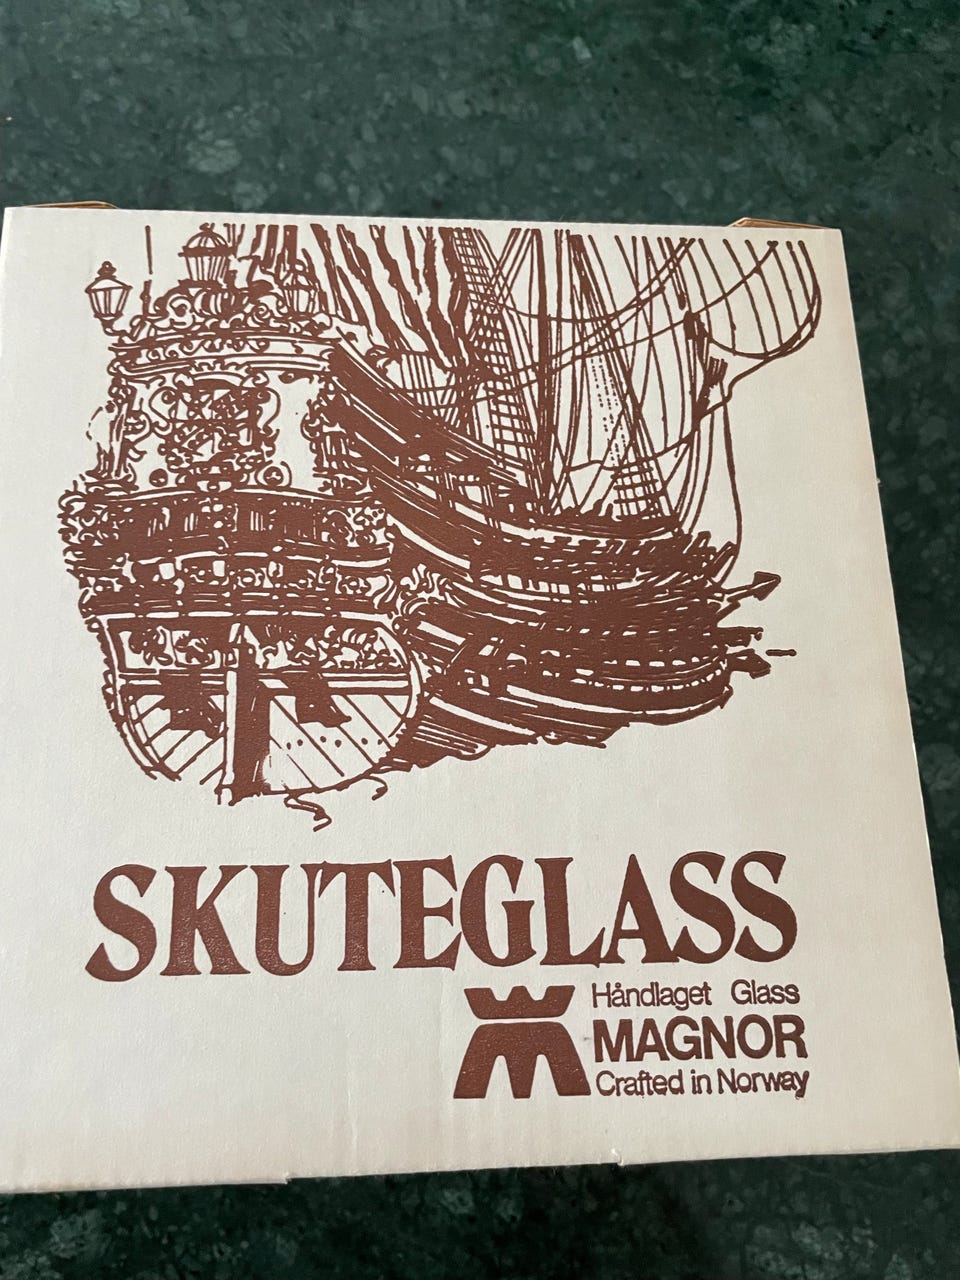 SKUTEGLASS
Håndlaget Glass
MAGNOR
Crafted in Norway